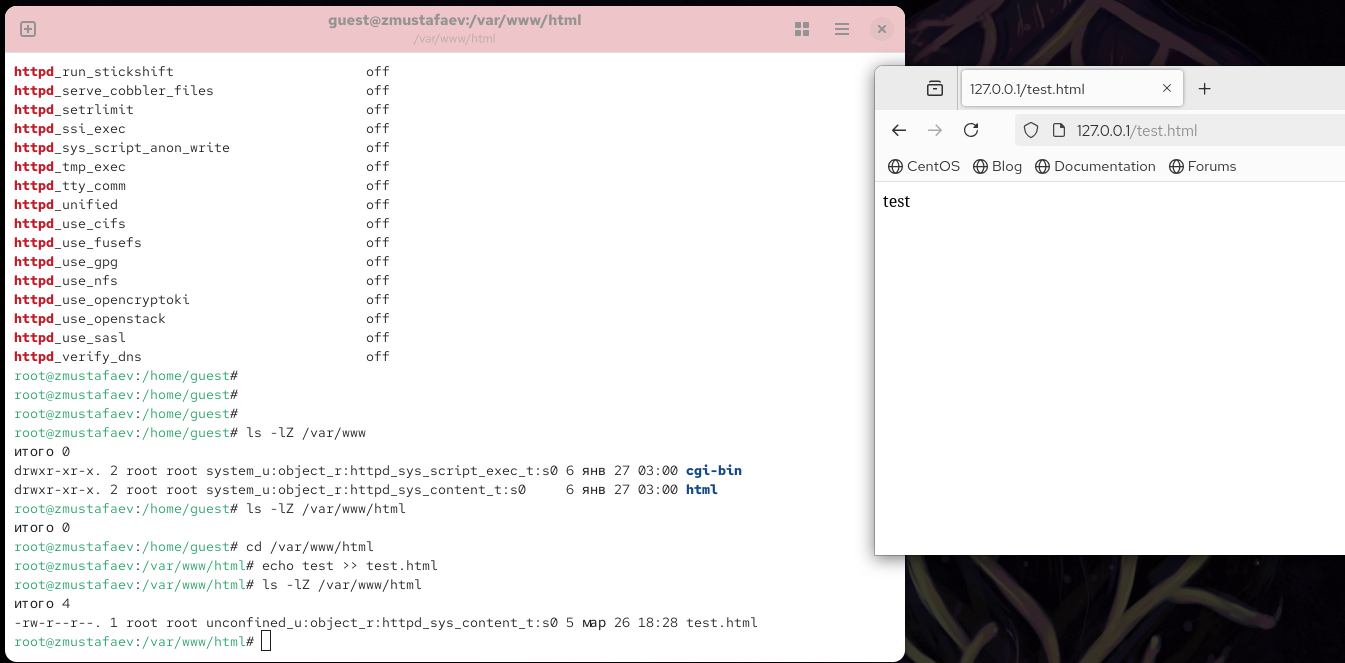 guest@zmustafaev:/var/www/html
/var/www/html
httpd_run_stickshift off
httpd_serve_cobbler_files off
httpd_setrlimit off
httpd_ssi_exec off
httpd_sys_script_anon_write off
httpd_tmp_exec off
httpd_tty_comm off
httpd_unified off
httpd_use_cifs off
httpd_use_fusefs off
httpd_use_gpg off
httpd_use_nfs off
httpd_use_opencryptoki off
httpd_use_openstack off
httpd_use_sasl off
httpd_verify_dns off
root@zmustafaev:/home/guest#
root@zmustafaev:/home/guest#
root@zmustafaev:/home/guest#
root@zmustafaev:/home/guest# ls -lZ /var/www
итого 0
drwxr-xr-x. 2 root root system_u:object_r:httpd_sys_script_exec_t:s0 6 янв 27 03:00 cgi-bin
drwxr-xr-x. 2 root root system_u:object_r:httpd_sys_content_t:s0 6 янв 27 03:00 html
root@zmustafaev:/home/guest# ls -lZ /var/www/html
итого 0
root@zmustafaev:/home/guest# cd /var/www/html
root@zmustafaev:/var/www/html# echo test >> test.html
root@zmustafaev:/var/www/html# ls -lZ /var/www/html
итого 4
-rw-r--r--. 1 root root unconfined_u:object_r:httpd_sys_content_t:s0 5 мар 26 18:28 test.html
root@zmustafaev:/var/www/html#
127.0.0.1/test.html
127.0.0.1/test.html
CentOS Blog Documentation Forums
test